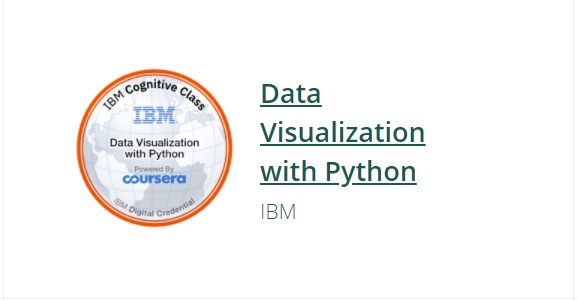 IBM Cognitive Class
IBM
Data Visualization
with Python
Powered By
coursera
IBM Digital Credential
Data
Visualization
with Python
IBM